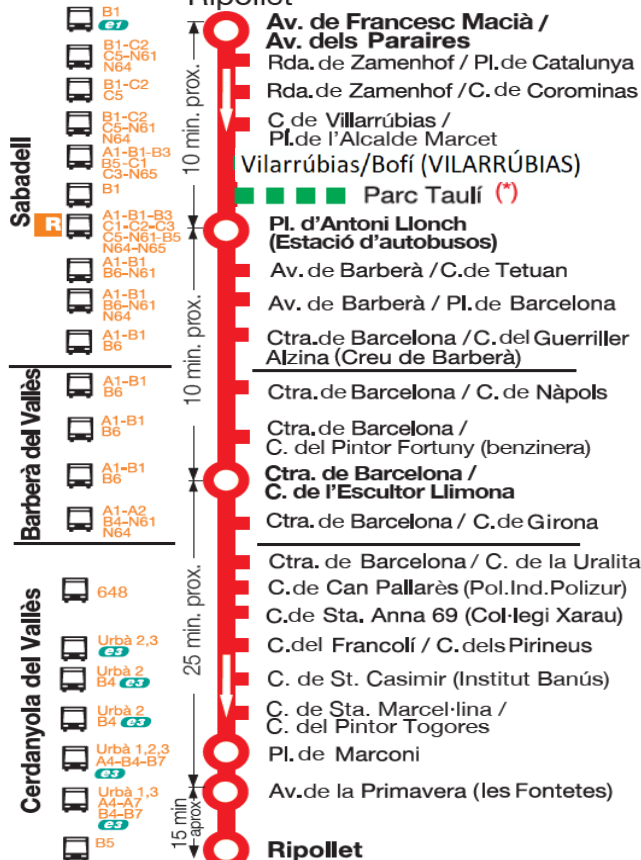 Ripollet
B1
e1
Av. de Francesc Macià /
Av. dels Paraires
B1-C2
C5-N61
N64
Rda. de Zamenhof / Pl. de Catalunya
B1-C2
C5
Rda. de Zamenhof / C. de Corominas
B1-C2
C5-N61
N64
C de Villarrúbias /
Pl. de l'Alcalde Marcet
A1-B1-B3
B5-C1
C3-N65
Vilarrúbias/Bofí (VILARRÚBIAS)
B1
Parc Taulí (*)
R
A1-B1-B3
C1-C2-C3
C5-N61-B5
N64-N65
Pl. d'Antoni Llonch
(Estació d'autobusos)
A1-B1
B6-N61
Av. de Barberà / C. de Tetuan
A1-B1
B6-N61
N64
Av. de Barberà / Pl. de Barcelona
A1-B1
B6
Ctra. de Barcelona / C. del Guerriller
Alzina (Creu de Barberà)
Sabadell
10 min. prox.
A1-B1
B6
Ctra. de Barcelona / C. de Nàpols
A1-B1
B6
Ctra. de Barcelona /
C. del Pintor Fortuny (benzinera)
A1-B1
B6
Ctra. de Barcelona /
C. de l'Escultor Llimona
A1-A2
B4-N61
N64
Ctra. de Barcelona / C. de Girona
Barberà del Vallès
10 min. prox.
Ctra. de Barcelona / C. de la Uralita
648
C. de Can Pallarès (Pol. Ind. Polizur)
C. de Sta. Anna 69 (Col·legi Xarau)
Urbà 2,3
e3
C. del Francolí / C. dels Pirineus
Urbà 2
B4 e3
C. de St. Casimir (Institut Banús)
Urbà 2
B4 e3
C. de Sta. Marcel·lina /
C. del Pintor Togores
Urbà 1,2,3
A4-B4-B7
e3
Pl. de Marconi
Urbà 1,3
A4-A7
B4-B7
e3
Av. de la Primavera (les Fontetes)
B5
Ripollet
Cerdanyola del Vallès
25 min. prox.
15 min
aprox